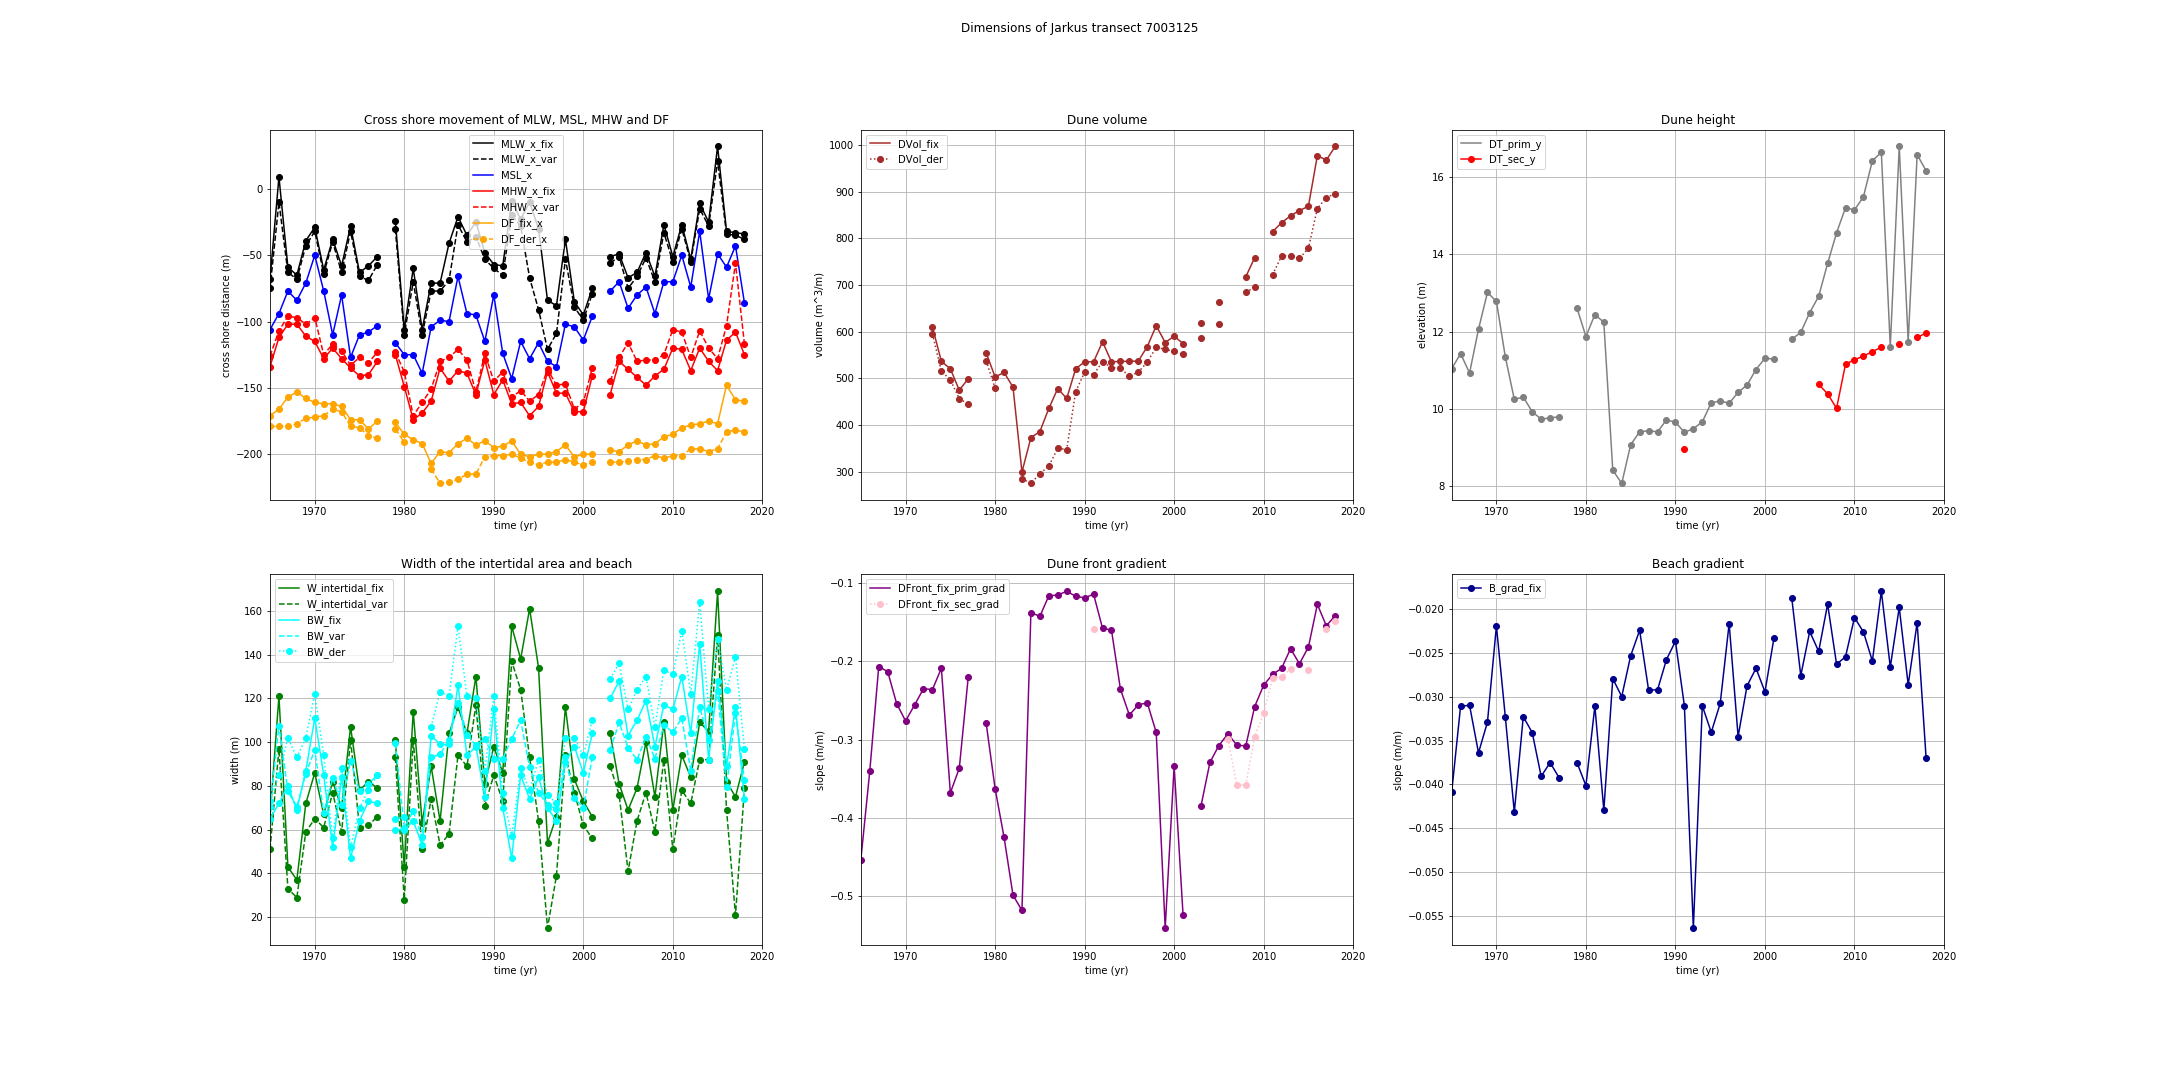 Dimensions of Jarkus transect 7003125
Cross shore movement of MLW, MSL, MHW and DF
MLW_x_fix
MLW_x_var
MSL_x
MHW_x_fix
MHW_x_var
DF_fix_x
DF_der_x
cross shore distance (m)
0
−50
−100
−150
−200
1970 1980 1990 2000 2010 2020
time (yr)
Dune volume
DVol_fix
DVol_der
volume (m^3/m)
1000
900
800
700
600
500
400
300
1970 1980 1990 2000 2010 2020
time (yr)
Dune height
DT_prim_y
DT_sec_y
elevation (m)
16
14
12
10
8
1970 1980 1990 2000 2010 2020
time (yr)
Width of the intertidal area and beach
W_intertidal_fix
W_intertidal_var
BW_fix
BW_var
BW_der
width (m)
160
140
120
100
80
60
40
20
1970 1980 1990 2000 2010 2020
time (yr)
Dune front gradient
DFront_fix_prim_grad
DFront_fix_sec_grad
slope (m/m)
−0.1
−0.2
−0.3
−0.4
−0.5
1970 1980 1990 2000 2010 2020
time (yr)
Beach gradient
B_grad_fix
slope (m/m)
−0.020
−0.025
−0.030
−0.035
−0.040
−0.045
−0.050
−0.055
1970 1980 1990 2000 2010 2020
time (yr)